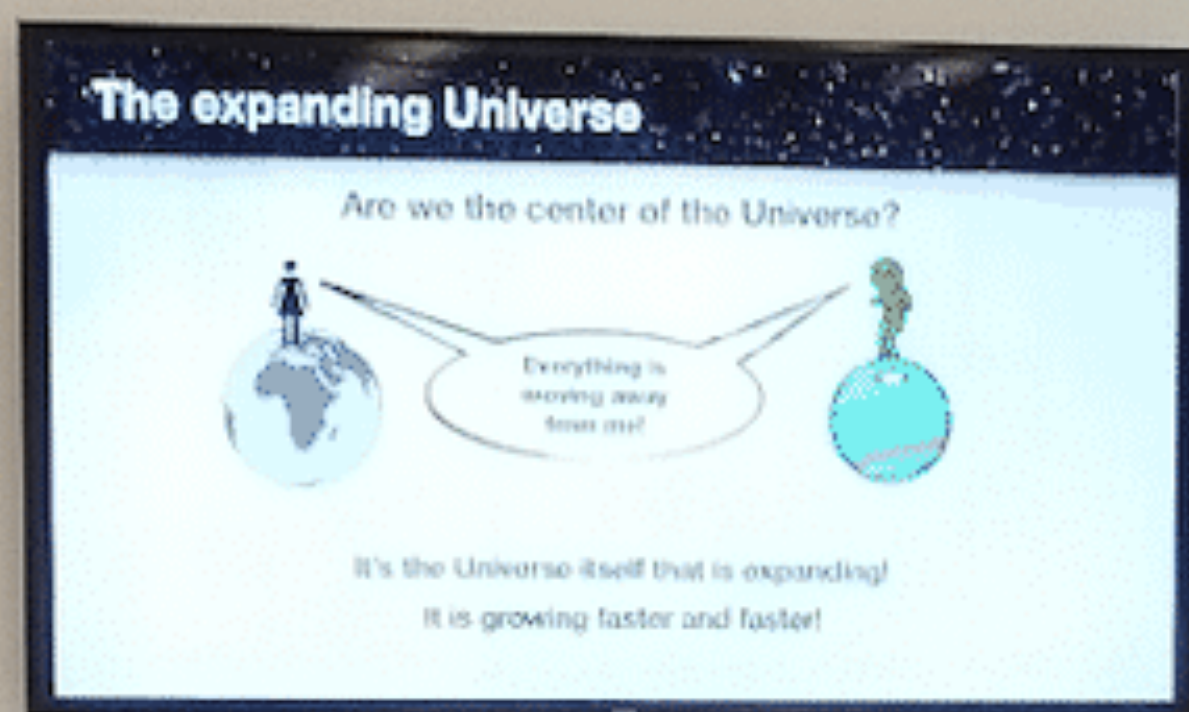 The expanding Universe
Are we the center of the Universe?
Everything is
moving away
from me!
It's the Universe itself that is expanding!
It is growing faster and faster!